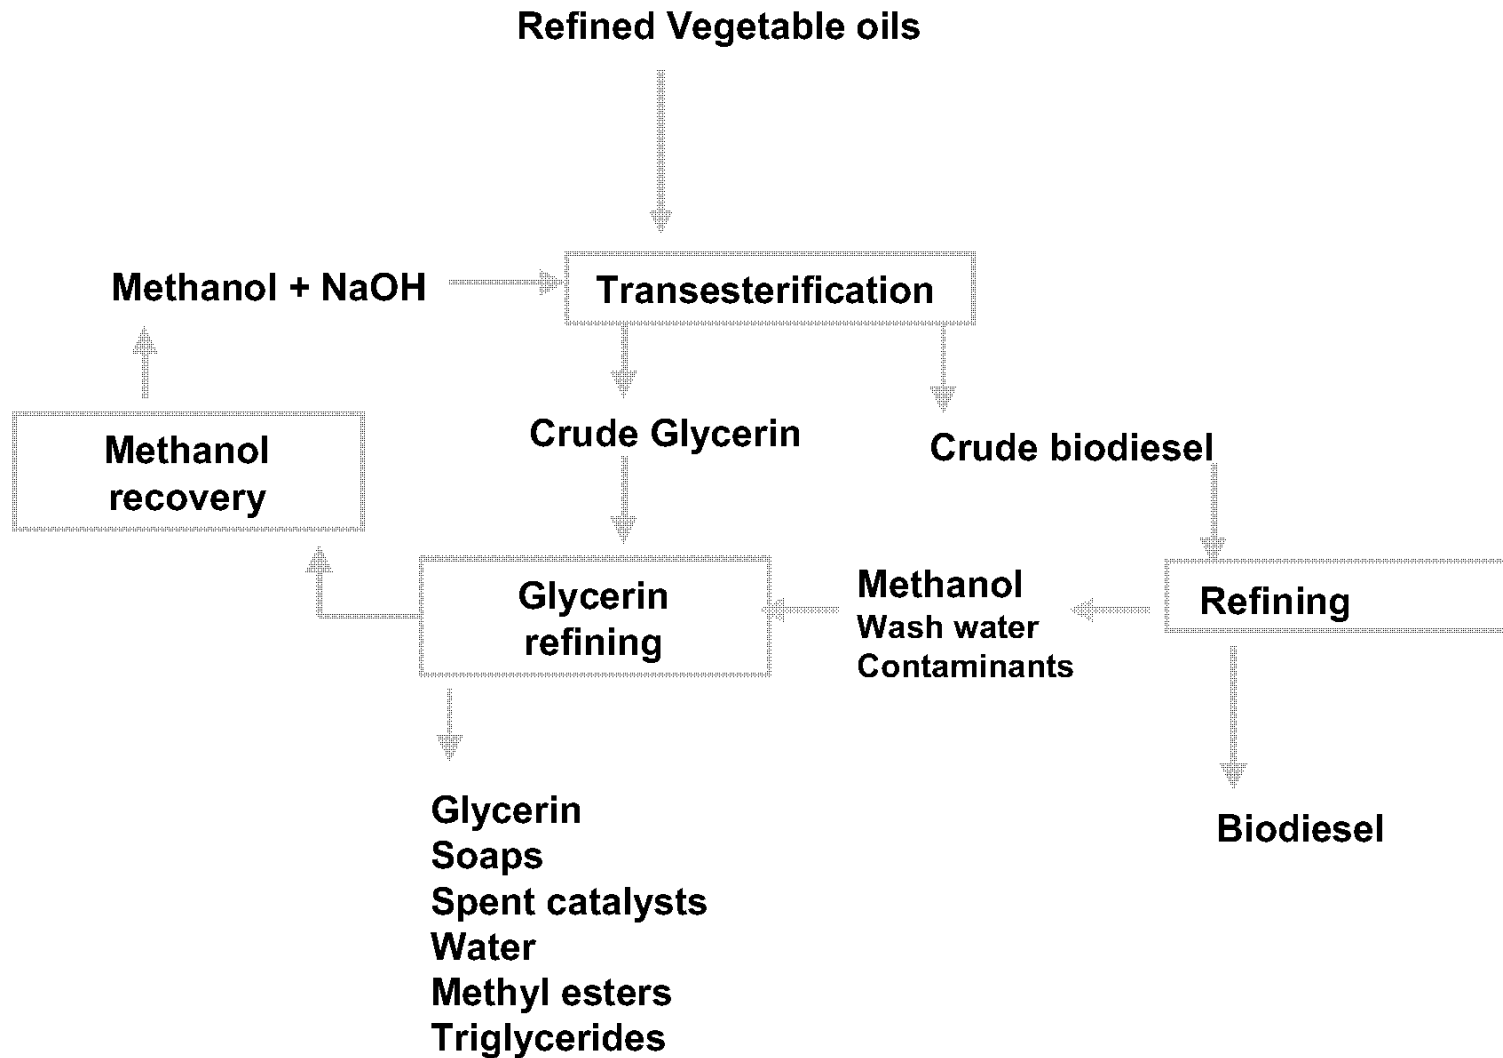 Refined Vegetable oils
Methanol + NaOH
Transesterification
Methanol
recovery
Crude Glycerin
Crude biodiesel
Glycerin
refining
Methanol
Wash water
Contaminants
Refining
Glycerin
Soaps
Spent catalysts
Water
Methyl esters
Triglycerides
Biodiesel